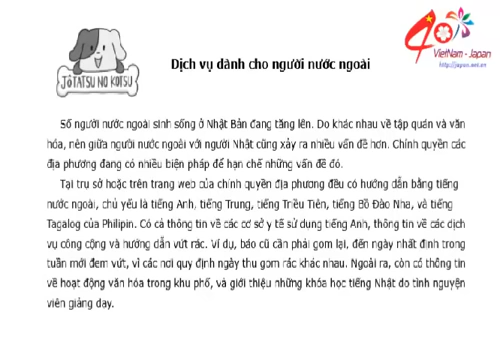 VietNam - Japan
http://japan.net.vn
JŌTATSU NO KOTSU
Dịch vụ dành cho người nước ngoài
Số người nước ngoài sinh sống ở Nhật Bản đang tăng lên. Do khác nhau về tập quán và văn
hóa, nên giữa người nước ngoài với người Nhật cũng xảy ra nhiều vấn đề hơn. Chính quyền các
địa phương đang có nhiều biện pháp để hạn chế những vấn đề đó.
Tại trụ sở hoặc trên trang web của chính quyền địa phương đều có hướng dẫn bằng tiếng
nước ngoài, chủ yếu là tiếng Anh, tiếng Trung, tiếng Triều Tiên, tiếng Bồ Đào Nha, và tiếng
Tagalog của Philipin. Có cả thông tin về các cơ sở y tế sử dụng tiếng Anh, thông tin về các dịch
vụ công cộng và hướng dẫn vứt rác. Ví dụ, báo cũ cần phải gom lại, đến ngày nhất định trong
tuần mới đem vứt, vì các nơi quy định ngày thu gom rác khác nhau. Ngoài ra, còn có thông tin
về hoạt động văn hóa trong khu phố, và giới thiệu những khóa học tiếng Nhật do tình nguyện
viên giảng dạy.